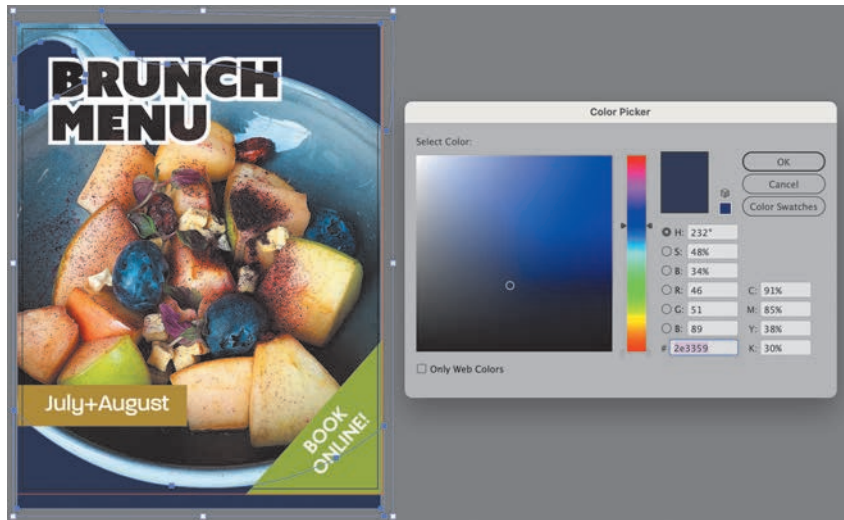 BRUNCH
MENU
July+August
BOOK
ONLINE!
Color Picker
Select Color:
OK
Cancel
Color Swatches
H: 232°
S: 48%
B: 34%
R: 46 C: 91%
G: 51 M: 85%
B: 89 Y: 38%
# 2e3359 K: 30%
Only Web Colors